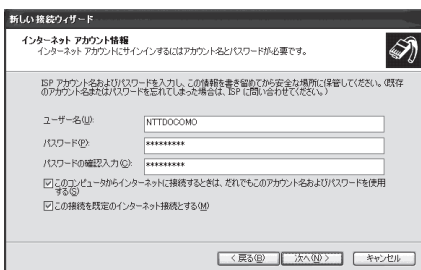 新しい接続ウィザード
インターネット アカウント情報
インターネット アカウントにサインインするにはアカウント名とパスワードが必要です。
ISP アカウント名およびパスワードを入力し、この情報を書き留めてから安全な場所に保管してください。(既存
のアカウント名またはパスワードを忘れてしまった場合は、ISP に問い合わせてください。)
ユーザー名(U):
NTTDOCOMO
パスワード(P):
*********
パスワードの確認入力(C):
*********
このコンピュータからインターネットに接続するときは、だれでもこのアカウント名およびパスワードを使用
する(S)
この接続を既定のインターネット接続とする(M)
< 戻る(B)
次へ(N) >
キャンセル